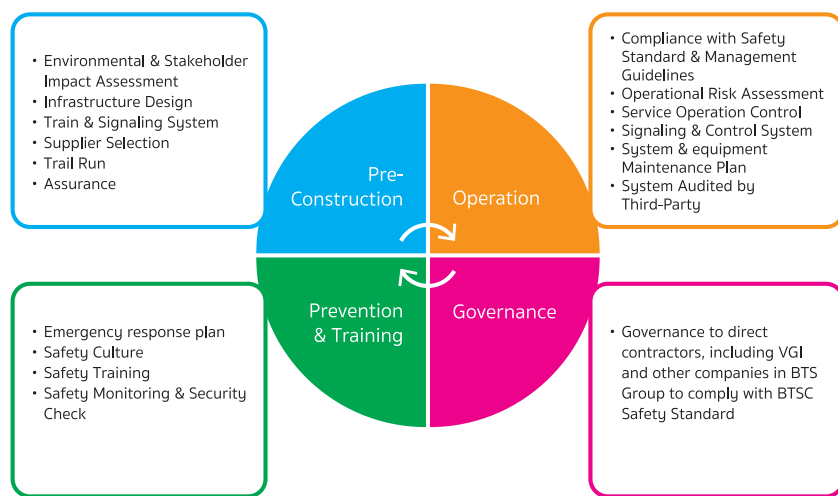 • Environmental & Stakeholder
Impact Assessment
• Infrastructure Design
• Train & Signaling System
• Supplier Selection
• Trail Run
• Assurance
Pre-
Construction
Operation
• Compliance with Safety
Standard & Management
Guidelines
• Operational Risk Assessment
• Service Operation Control
• Signaling & Control System
• System & equipment
Maintenance Plan
• System Audited by
Third-Party
• Emergency response plan
• Safety Culture
• Safety Training
• Safety Monitoring & Security
Check
Prevention
& Training
Governance
• Governance to direct
contractors, including VGI
and other companies in BTS
Group to comply with BTSC
Safety Standard